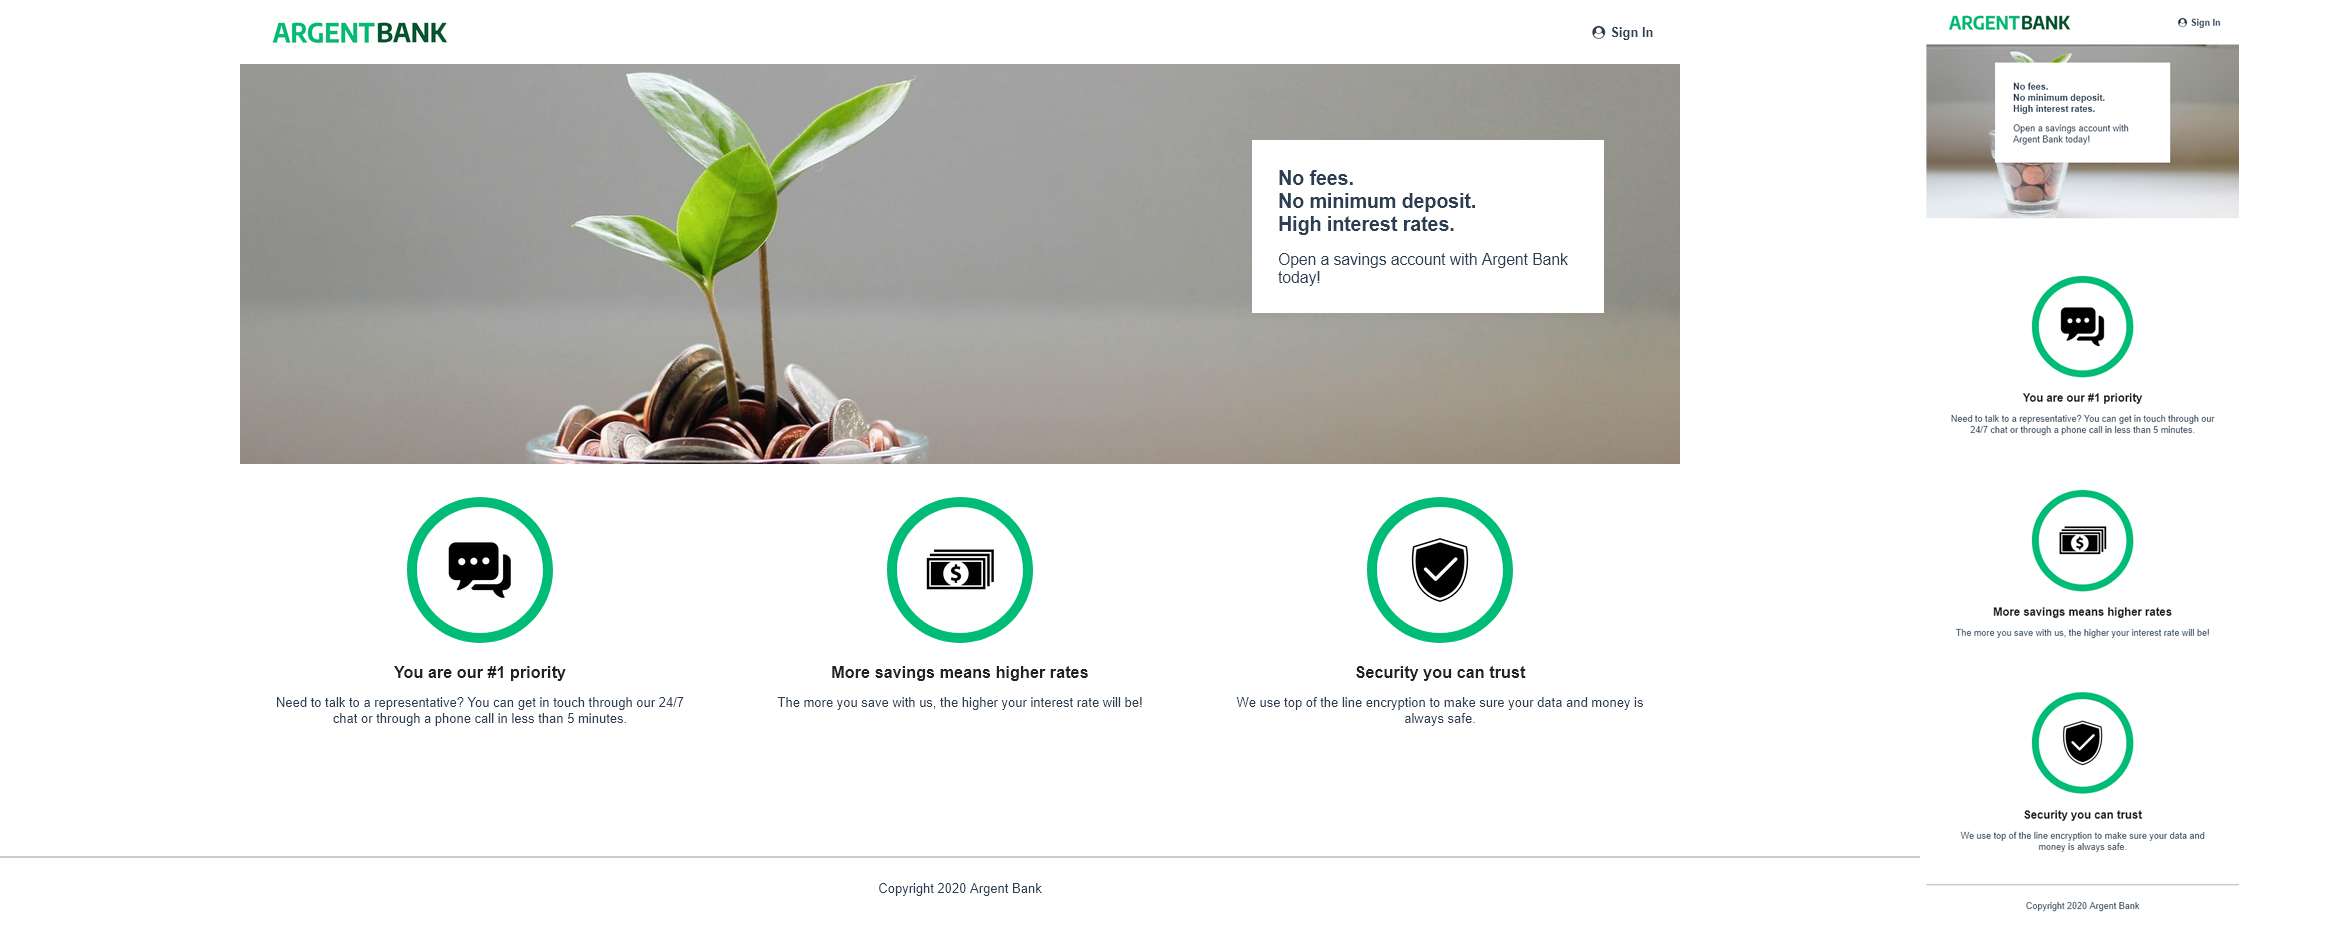 ARGENTBANK
Sign In
No fees.
No minimum deposit.
High interest rates.
Open a savings account with Argent Bank
today!
You are our #1 priority
Need to talk to a representative? You can get in touch through our 24/7
chat or through a phone call in less than 5 minutes.
More savings means higher rates
The more you save with us, the higher your interest rate will be!
Security you can trust
We use top of the line encryption to make sure your data and money is
always safe.
Copyright 2020 Argent Bank
ARGENTBANK
Sign In
No fees.
No minimum deposit.
High interest rates.
Open a savings account with
Argent Bank today!
You are our #1 priority
Need to talk to a representative? You can get in touch through our
24/7 chat or through a phone call in less than 5 minutes.
More savings means higher rates
The more you save with us, the higher your interest rate will be!
Security you can trust
We use top of the line encryption to make sure your data and
money is always safe.
Copyright 2020 Argent Bank